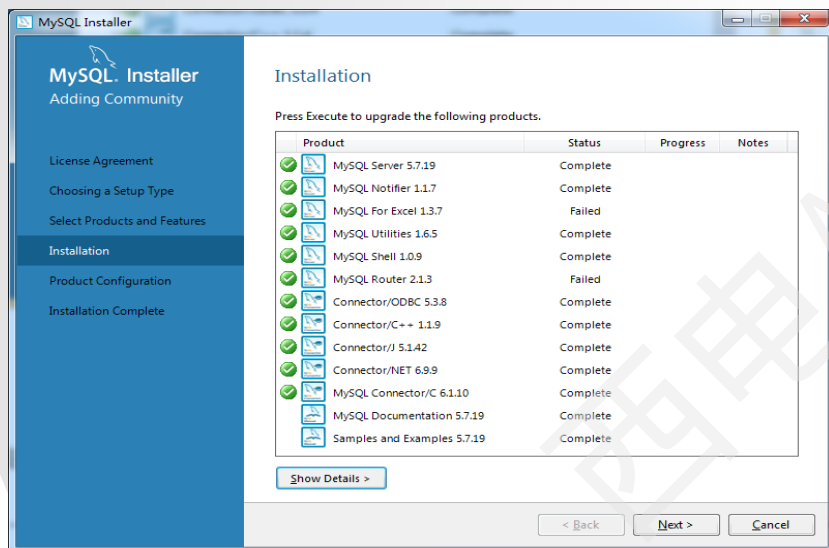 MySQL Installer
MySQL. Installer
Adding Community
License Agreement
Choosing a Setup Type
Select Products and Features
Installation
Product Configuration
Installation Complete
Installation
Press Execute to upgrade the following products.
Product Status Progress Notes
MySQL Server 5.7.19 Complete
MySQL Notifier 1.1.7 Complete
MySQL For Excel 1.3.7 Failed
MySQL Utilities 1.6.5 Complete
MySQL Shell 1.0.9 Complete
MySQL Router 2.1.3 Failed
Connector/ODBC 5.3.8 Complete
Connector/C++ 1.1.9 Complete
Connector/J 5.1.42 Complete
Connector/NET 6.9.9 Complete
MySQL Connector/C 6.1.10 Complete
MySQL Documentation 5.7.19 Complete
Samples and Examples 5.7.19 Complete
Show Details >
< Back Next > Cancel
西电